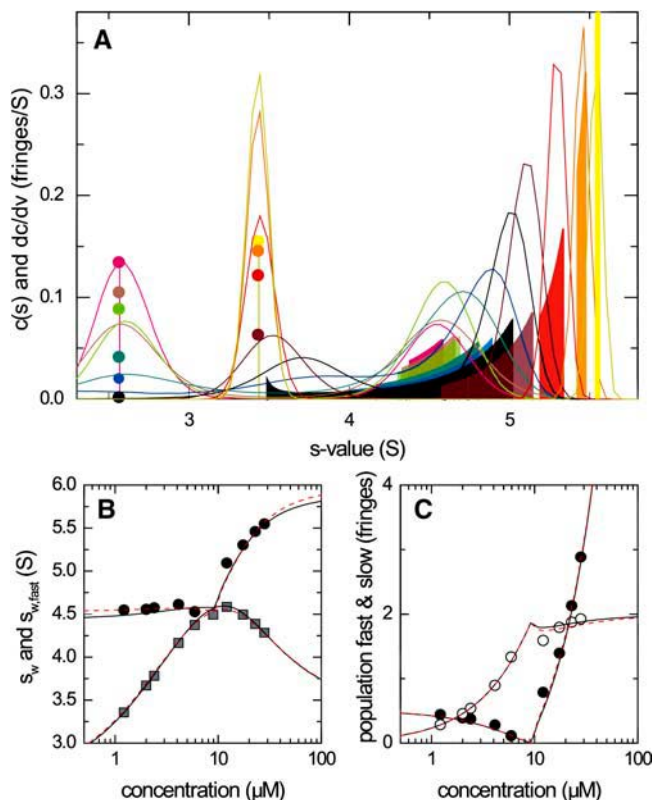 A
c(s) and dc/dv (fringes/S)
0.3
0.2
0.1
0.0
3
4
5
s-value (S)
B
s_w and s_w,fast (S)
6.0
5.5
5.0
4.5
4.0
3.5
3.0
1
10
100
concentration (µM)
C
population fast & slow (fringes)
4
2
0
1
10
100
concentration (µM)